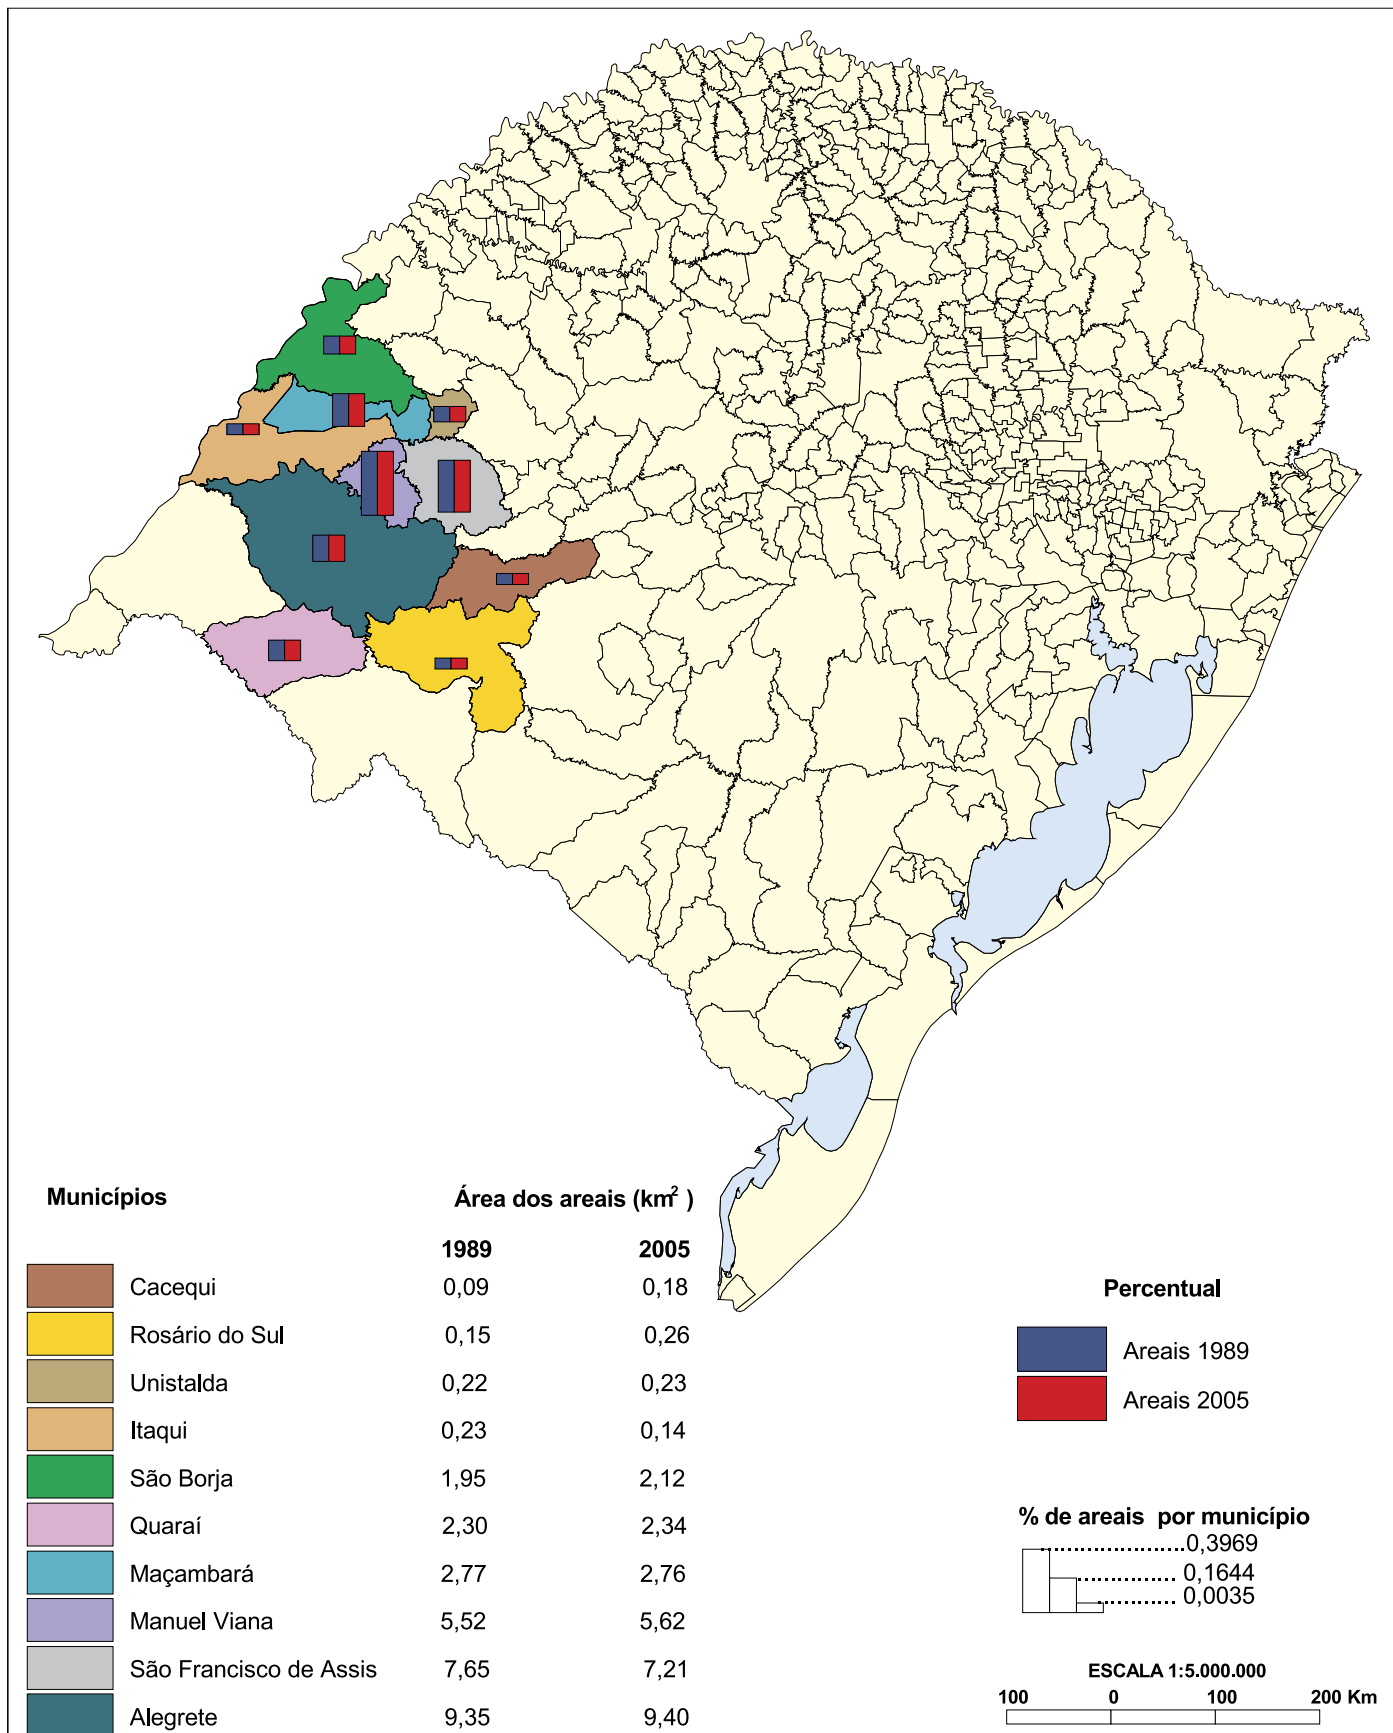 Municípios Área dos areais (km²)
1989 2005
Cacequi 0,09 0,18
Rosário do Sul 0,15 0,26
Unistalda 0,22 0,23
Itaqui 0,23 0,14
São Borja 1,95 2,12
Quaraí 2,30 2,34
Maçambará 2,77 2,76
Manuel Viana 5,52 5,62
São Francisco de Assis 7,65 7,21
Alegrete 9,35 9,40
Percentual
Areais 1989
Areais 2005
% de areais por município
0,3969
0,1644
0,0035
ESCALA 1:5.000.000
100 0 100 200 Km